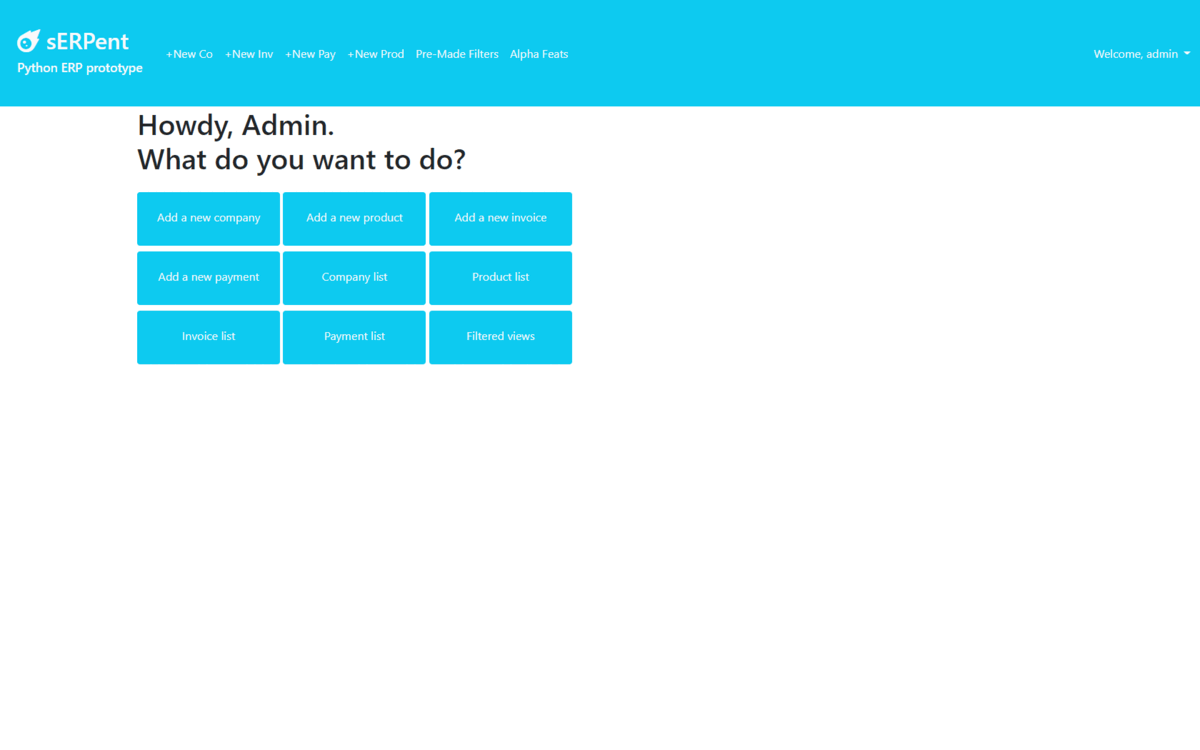 sERPent
Python ERP prototype
+New Co +New Inv +New Pay +New Prod Pre-Made Filters Alpha Feats
Welcome, admin
Howdy, Admin.
What do you want to do?
Add a new company Add a new product Add a new invoice
Add a new payment Company list Product list
Invoice list Payment list Filtered views